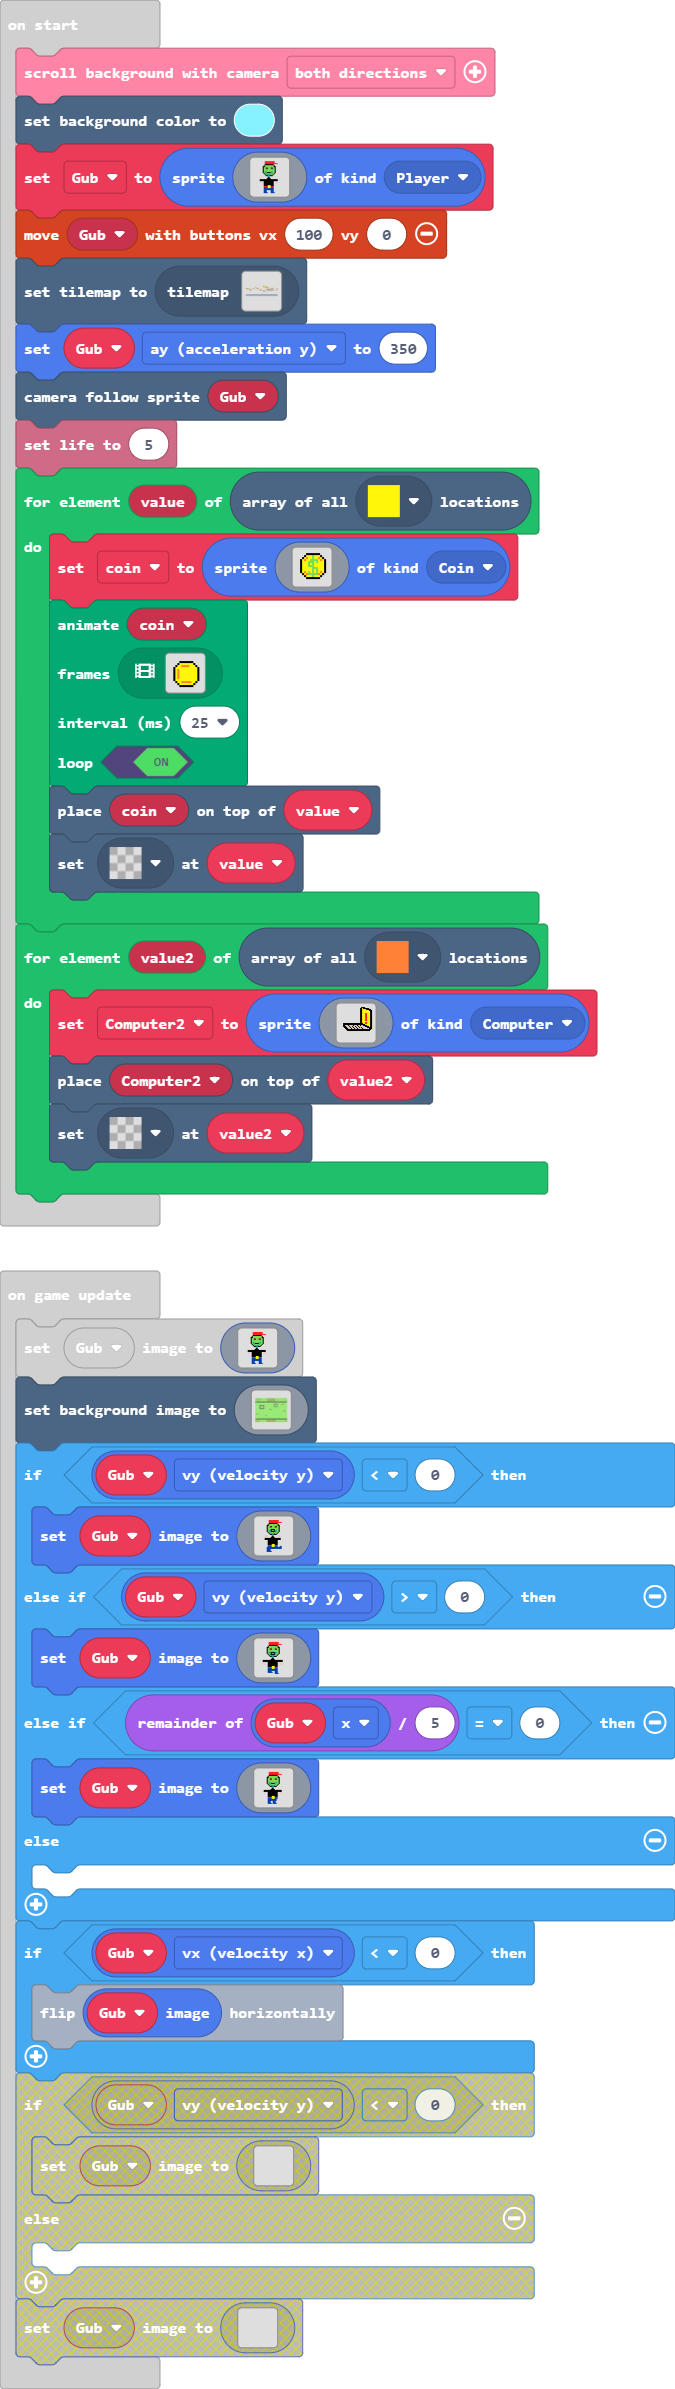 on start
scroll background with camera both directions
set background color to
set Gub to sprite of kind Player
move Gub with buttons vx 100 vy 0
set tilemap to tilemap
set Gub ay (acceleration y) to 350
camera follow sprite Gub
set life to 5
for element value of array of all locations
do
set coin to sprite of kind Coin
animate coin
frames
interval (ms) 25
loop ON
place coin on top of value
set at value
for element value2 of array of all locations
do
set Computer2 to sprite of kind Computer
place Computer2 on top of value2
set at value2
on game update
set Gub image to
set background image to
if Gub vy (velocity y) < 0 then
set Gub image to
else if Gub vy (velocity y) > 0 then
set Gub image to
else if remainder of Gub x / 5 = 0 then
set Gub image to
else
if Gub vx (velocity x) < 0 then
flip Gub image horizontally
if Gub vy (velocity y) < 0 then
set Gub image to
else
set Gub image to